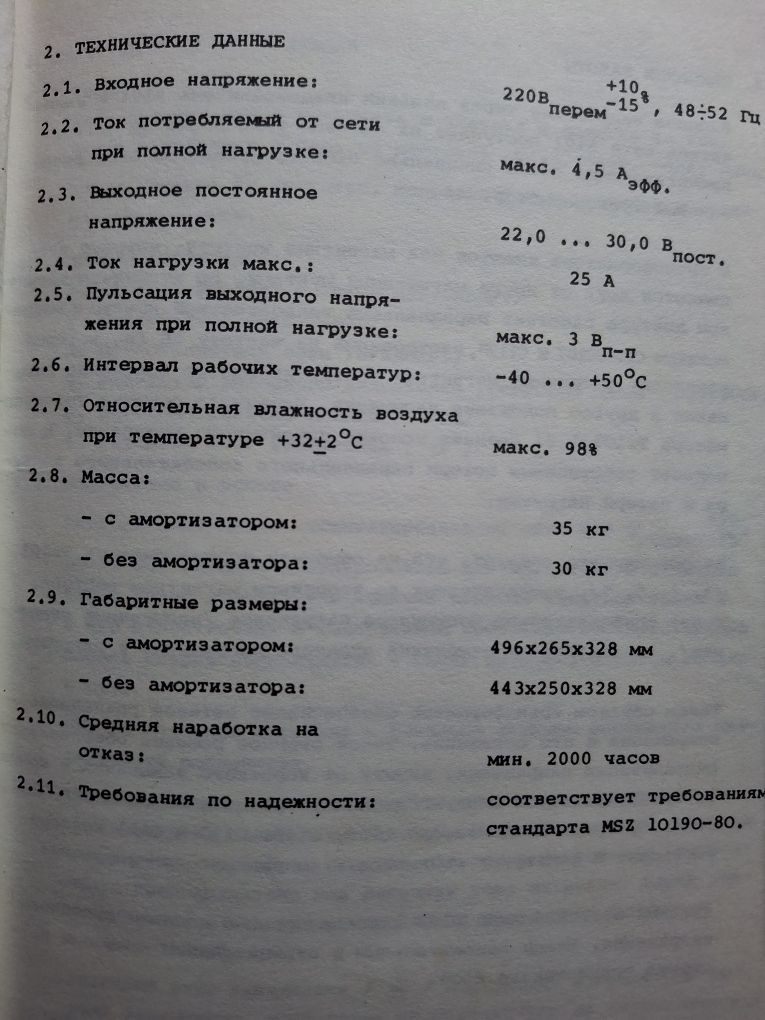 2. ТЕХНИЧЕСКИЕ ДАННЫЕ
2.1. Входное напряжение: 220В перем +10 -15 %, 48÷52 Гц
2.2. Ток потребляемый от сети
при полной нагрузке: макс. 4,5 А эфф.
2.3. Выходное постоянное
напряжение: 22,0 ... 30,0 В пост.
2.4. Ток нагрузки макс.: 25 А
2.5. Пульсация выходного напря-
жения при полной нагрузке: макс. 3 В п-п
2.6. Интервал рабочих температур: -40 ... +50°С
2.7. Относительная влажность воздуха
при температуре +32±2°С макс. 98%
2.8. Масса:
- с амортизатором: 35 кг
- без амортизатора: 30 кг
2.9. Габаритные размеры:
- с амортизатором: 496х265х328 мм
- без амортизатора: 443х250х328 мм
2.10. Средняя наработка на
отказ: мин. 2000 часов
2.11. Требования по надежности: соответствует требованиям
стандарта MSZ 10190-80.